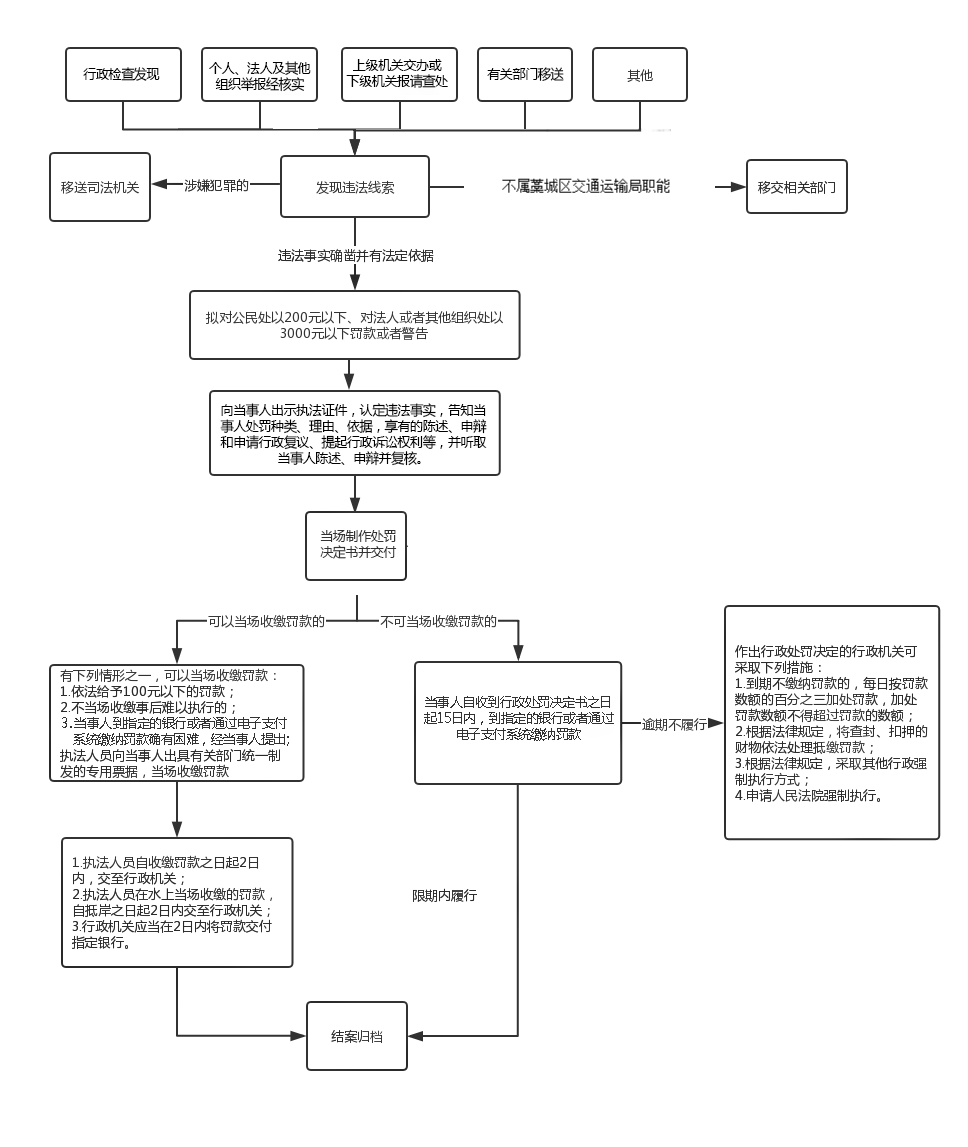 行政检查发现
个人、法人及其他
组织举报经核实
上级机关交办或
下级机关报请查处
有关部门移送
其他
移送司法机关
涉嫌犯罪的
发现违法线索
不属藁城区交通运输局职能
移交相关部门
违法事实确凿并有法定依据
拟对公民处以200元以下、对法人或者其他组织处以
3000元以下罚款或者警告
向当事人出示执法证件，认定违法事实，告知当
事人处罚种类、理由、依据，享有的陈述、申辩
和申请行政复议、提起行政诉讼权利等，并听取
当事人陈述、申辩并复核。
当场制作处罚
决定书并交付
可以当场收缴罚款的
不可当场收缴罚款的
有下列情形之一，可以当场收缴罚款：
1.依法给予100元以下的罚款；
2.不当场收缴事后难以执行的；
3.当事人到指定的银行或者通过电子支付
系统缴纳罚款确有困难，经当事人提出;
执法人员向当事人出具有关部门统一制
发的专用票据，当场收缴罚款
当事人自收到行政处罚决定书之日
起15日内，到指定的银行或者通过
电子支付系统缴纳罚款
逾期不履行
作出行政处罚决定的行政机关可
采取下列措施：
1.到期不缴纳罚款的，每日按罚款
数额的百分之三加处罚款，加处
罚款数额不得超过罚款的数额；
2.根据法律规定，将查封、扣押的
财物依法处理抵缴罚款；
3.根据法律规定，采取其他行政强
制执行方式；
4.申请人民法院强制执行。
1.执法人员自收缴罚款之日起2日
内，交至行政机关；
2.执法人员在水上当场收缴的罚款，
自抵岸之日起2日内交至行政机关；
3.行政机关应当在2日内将罚款交付
指定银行。
限期内履行
结案归档